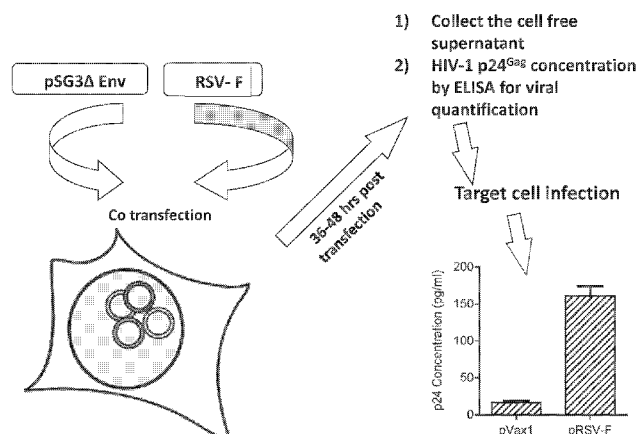 pSG3Δ Env
RSV- F
Co transfection
36-48 hrs post
transfection
1) Collect the cell free
supernatant
2) HIV-1 p24Gag concentration
by ELISA for viral
quantification
Target cell infection
p24 Concentration (pg/ml)
200
150
100
50
0
pVax1
pRSV-F